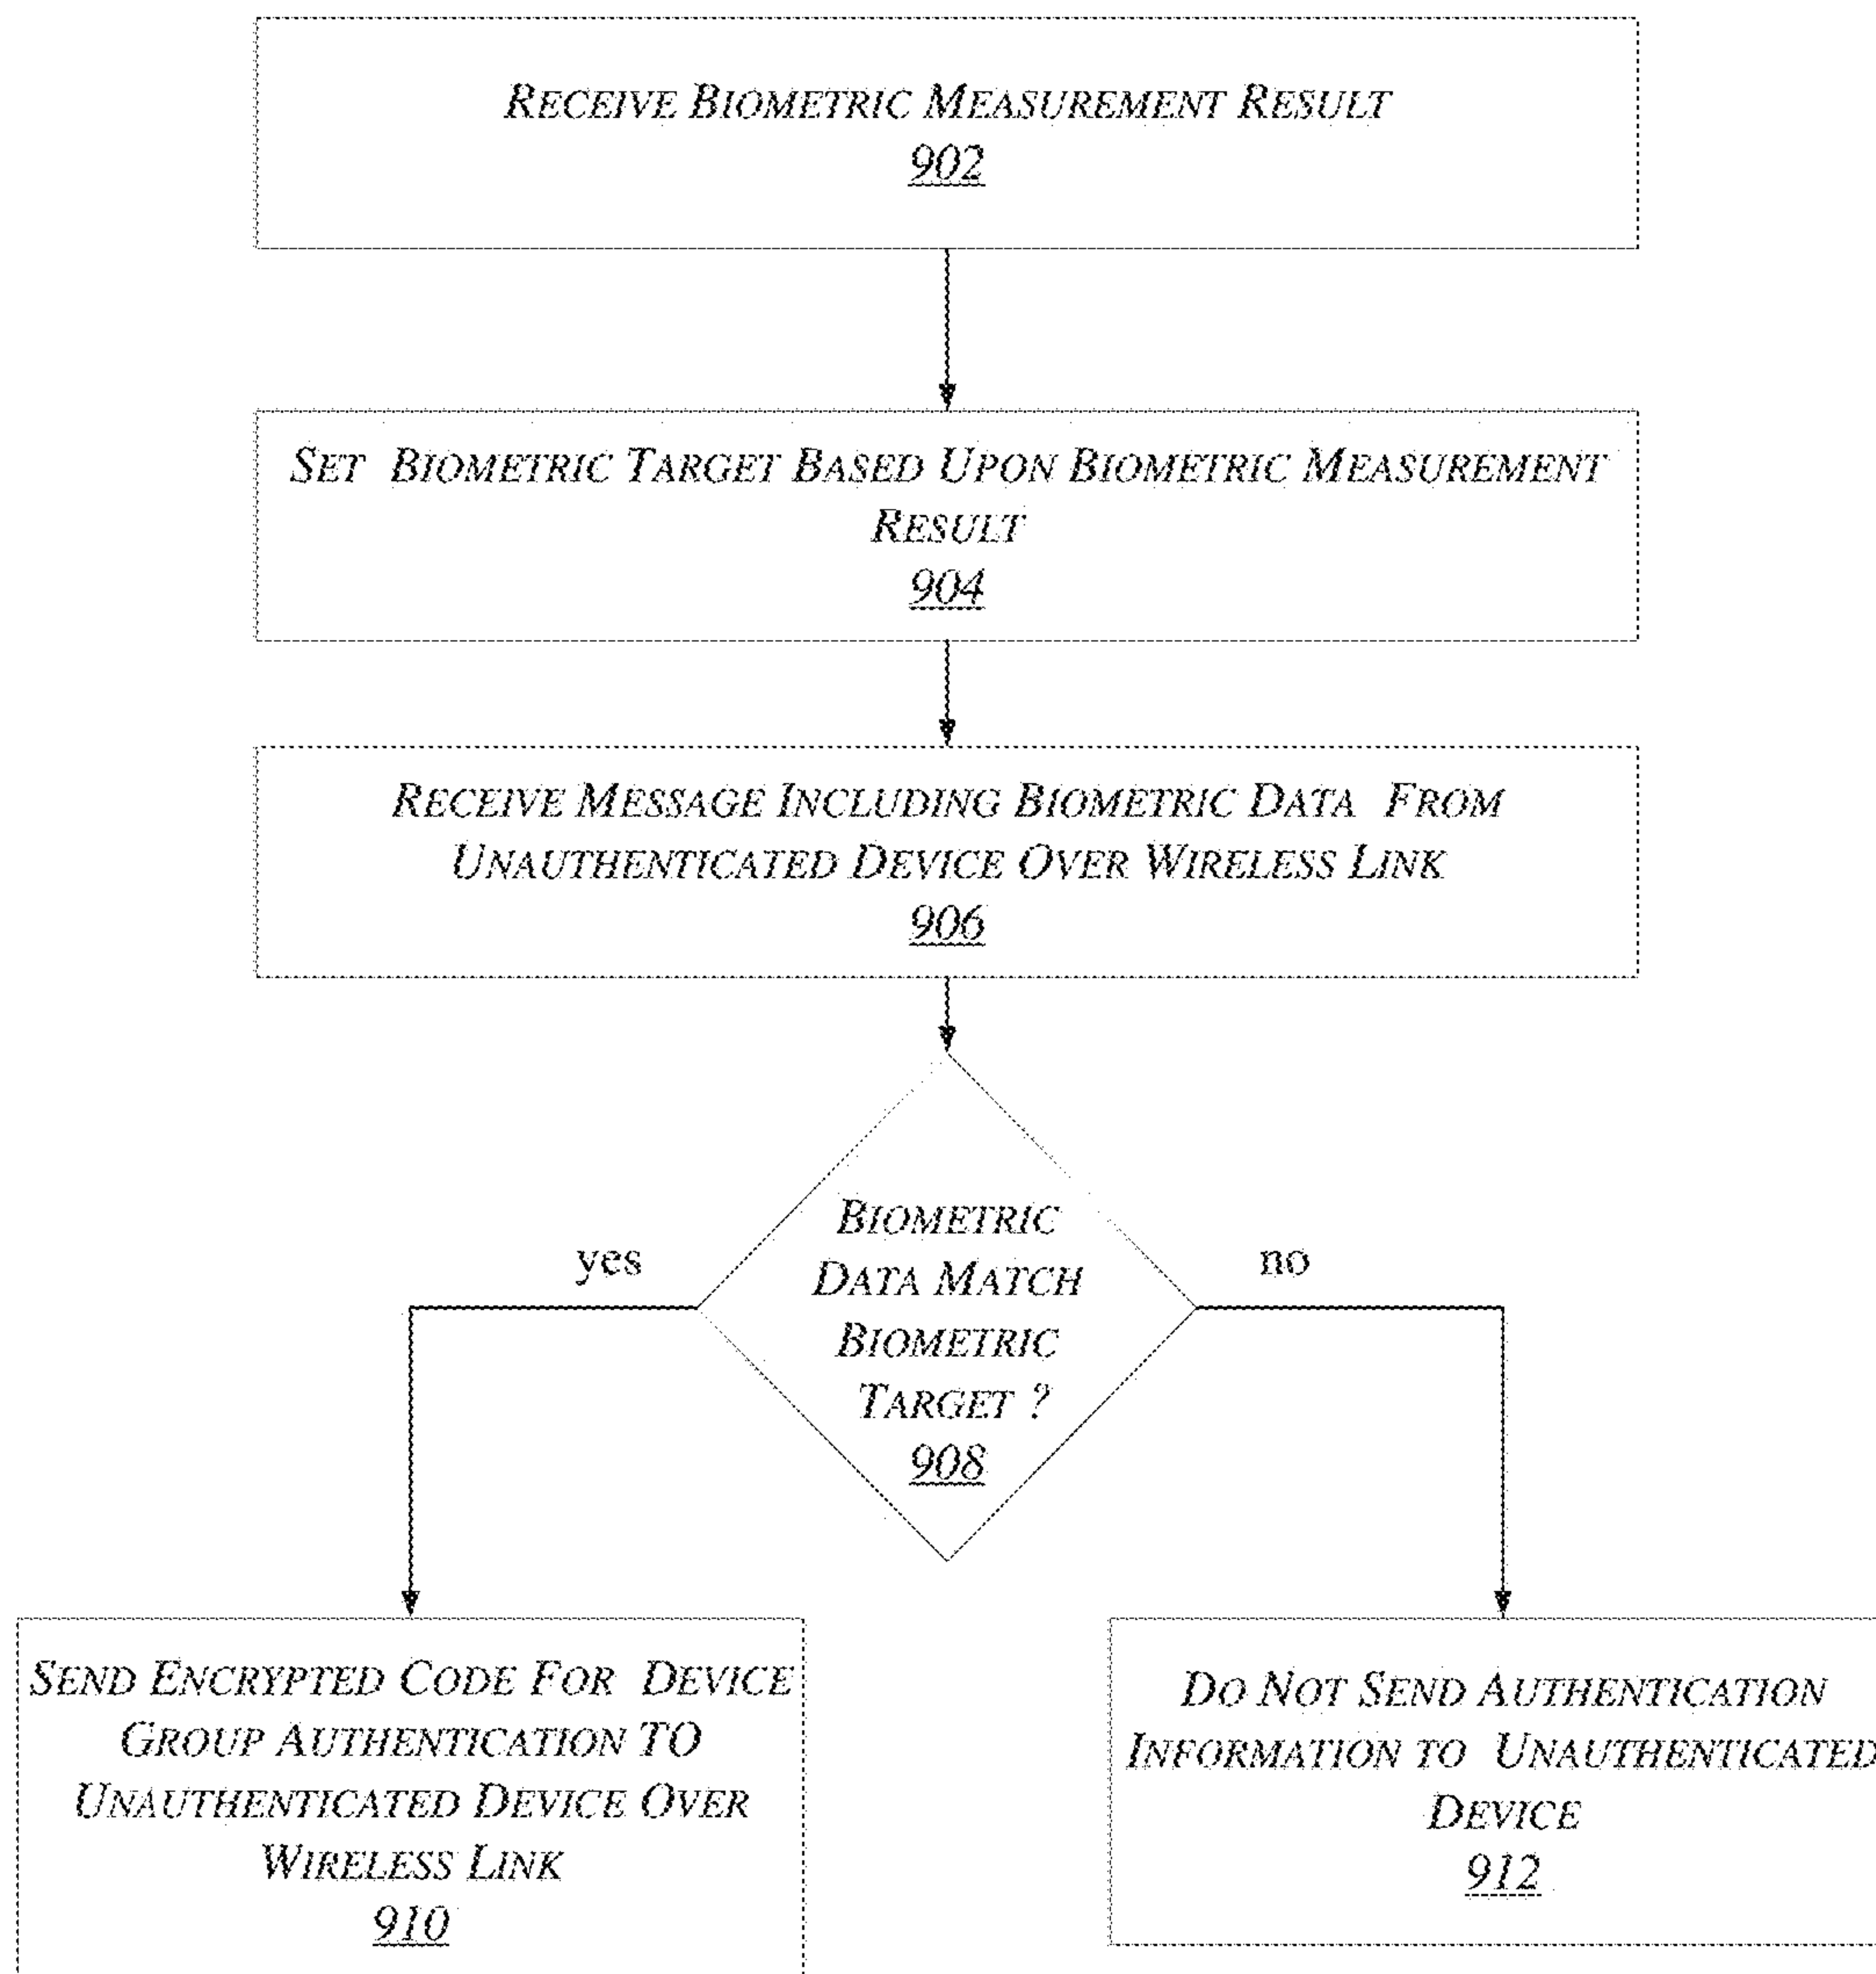 RECEIVE BIOMETRIC MEASUREMENT RESULT
902
SET BIOMETRIC TARGET BASED UPON BIOMETRIC MEASUREMENT
RESULT
904
RECEIVE MESSAGE INCLUDING BIOMETRIC DATA FROM
UNAUTHENTICATED DEVICE OVER WIRELESS LINK
906
BIOMETRIC
DATA MATCH
BIOMETRIC
TARGET ?
908
yes
no
SEND ENCRYPTED CODE FOR DEVICE
GROUP AUTHENTICATION TO
UNAUTHENTICATED DEVICE OVER
WIRELESS LINK
910
DO NOT SEND AUTHENTICATION
INFORMATION TO UNAUTHENTICATED
DEVICE
912